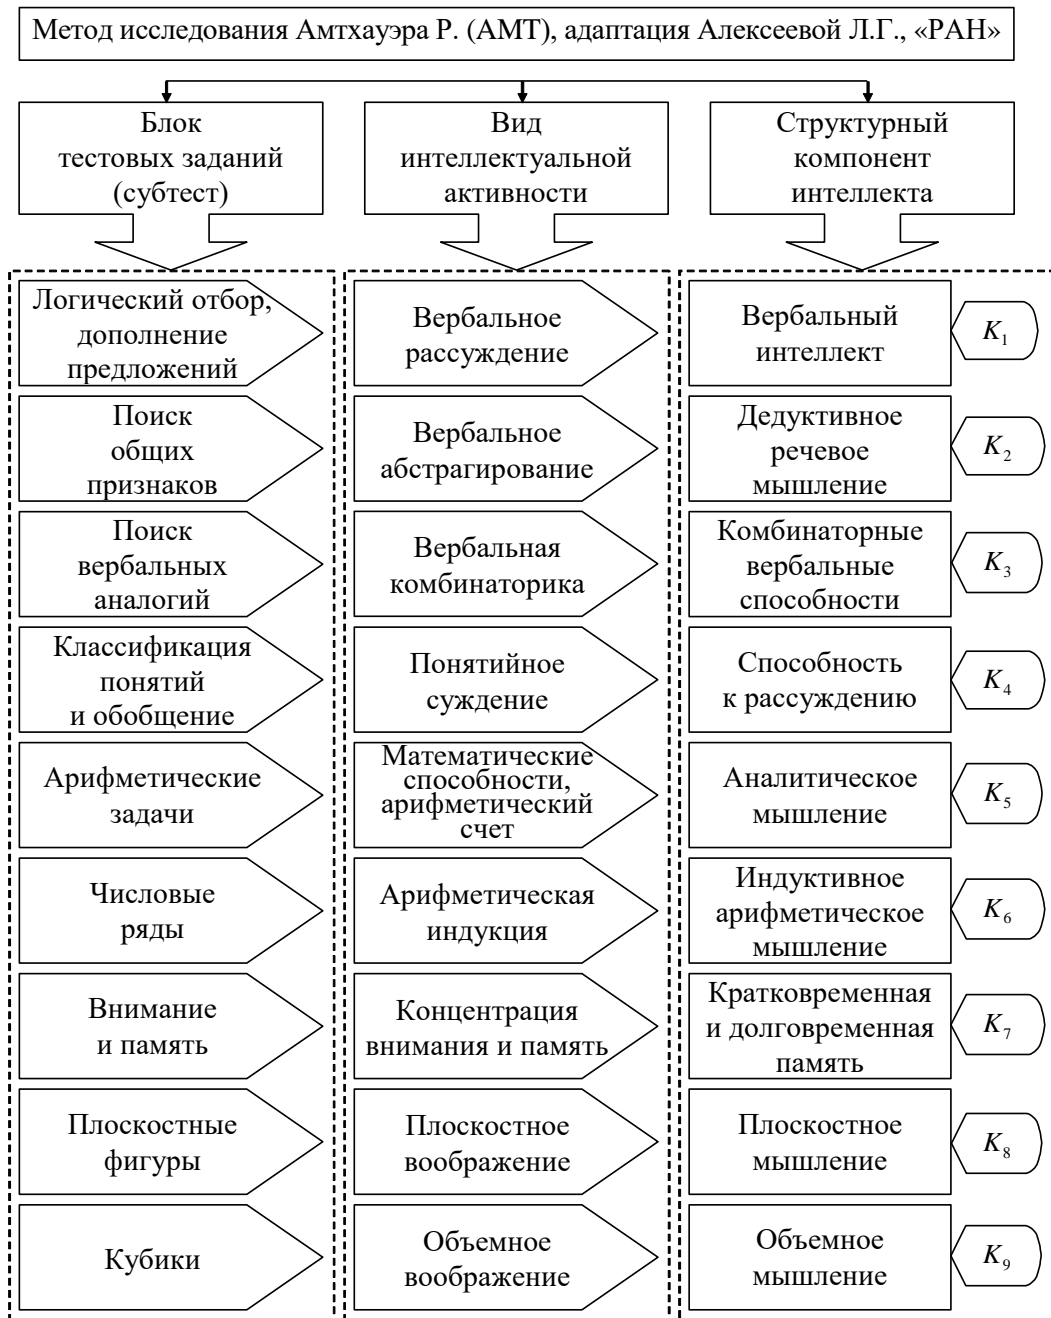 Метод исследования Амтхауэра Р. (АМТ), адаптация Алексеевой Л.Г., «РАН»
Блок
тестовых заданий
(субтест)
Вид
интеллектуальной
активности
Структурный
компонент
интеллекта
Логический отбор,
дополнение
предложений
Вербальное
рассуждение
Вербальный
интеллект
K1
Поиск
общих
признаков
Вербальное
абстрагирование
Дедуктивное
речевое
мышление
K2
Поиск
вербальных
аналогий
Вербальная
комбинаторика
Комбинаторные
вербальные
способности
K3
Классификация
понятий
и обобщение
Понятийное
суждение
Способность
к рассуждению
K4
Арифметические
задачи
Математические
способности,
арифметический
счет
Аналитическое
мышление
K5
Числовые
ряды
Арифметическая
индукция
Индуктивное
арифметическое
мышление
K6
Внимание
и память
Концентрация
внимания и память
Кратковременная
и долговременная
память
K7
Плоскостные
фигуры
Плоскостное
воображение
Плоскостное
мышление
K8
Кубики
Объемное
воображение
Объемное
мышление
K9